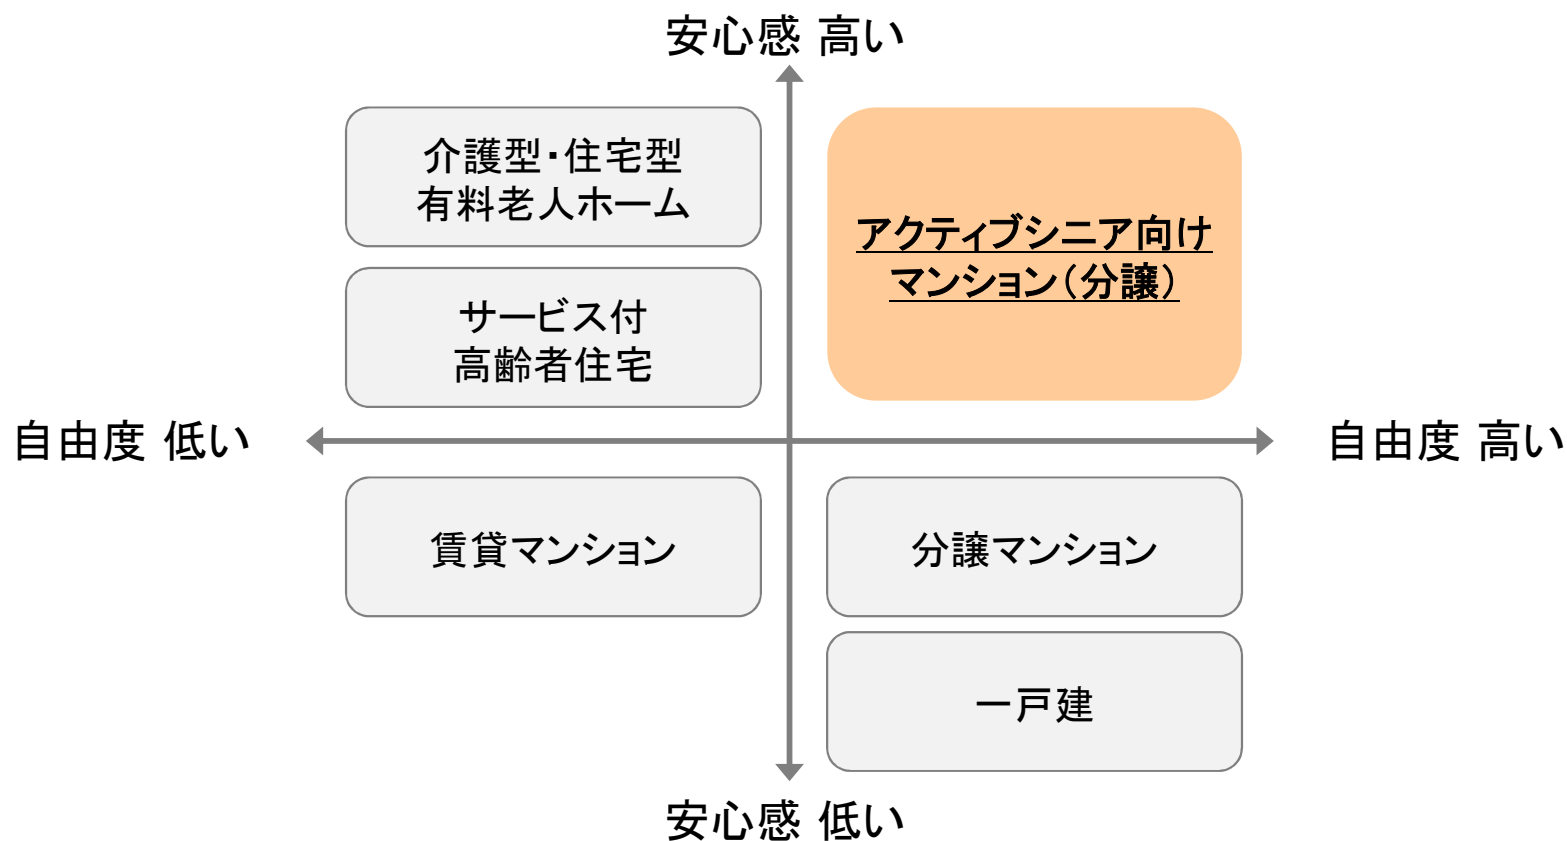 安心感 高い
介護型・住宅型
有料老人ホーム
アクティブシニア向け
マンション（分譲）
サービス付
高齢者住宅
自由度 低い
自由度 高い
賃貸マンション
分譲マンション
一戸建
安心感 低い